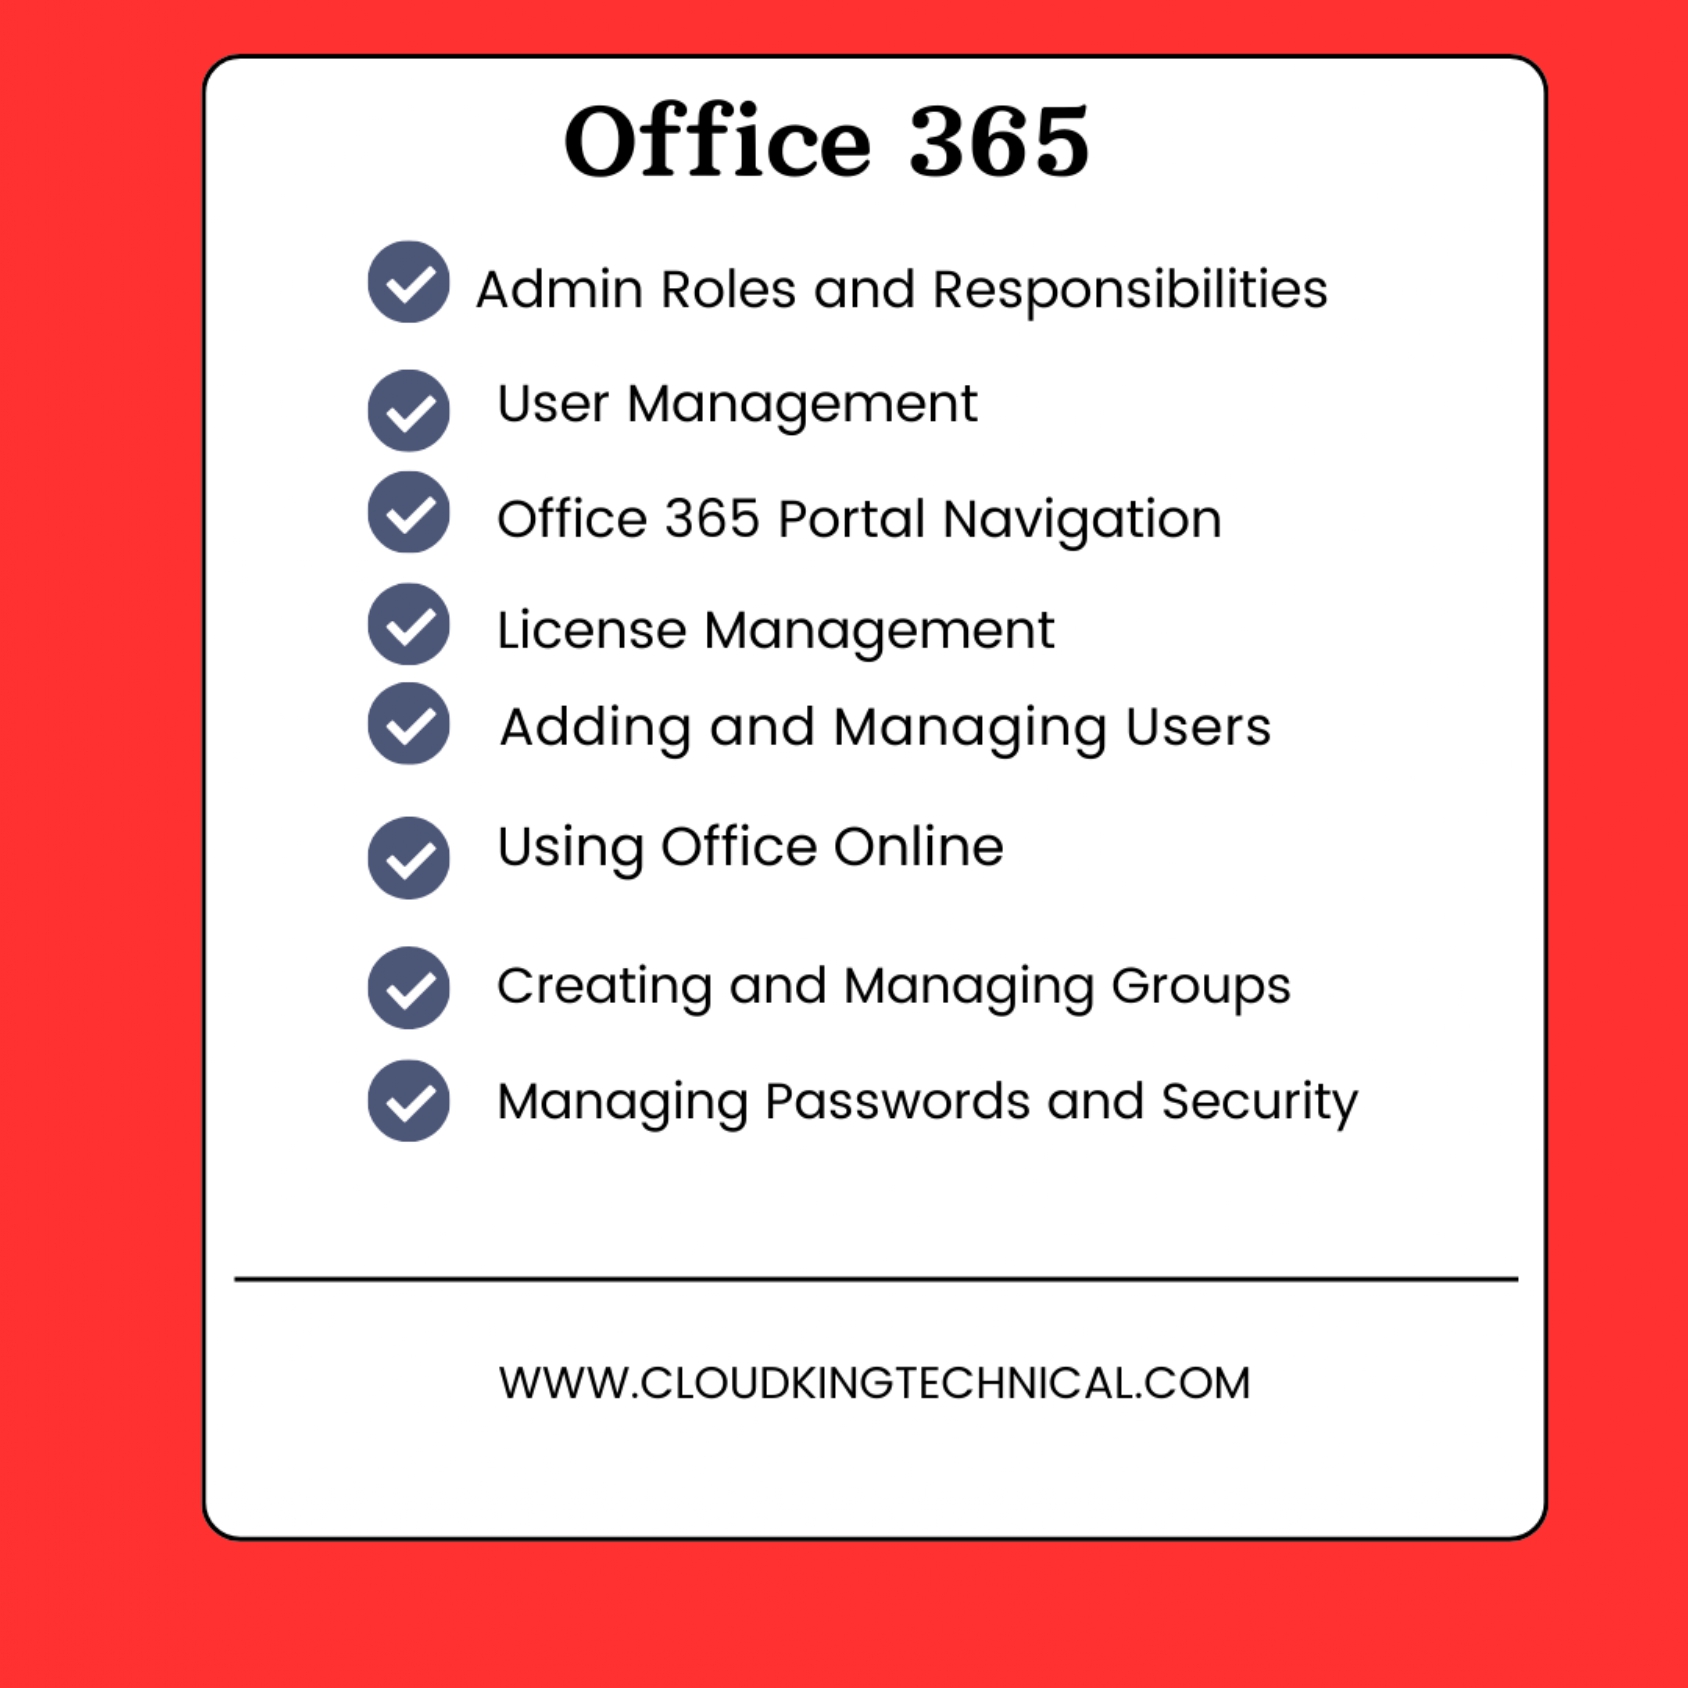 Office 365
Admin Roles and Responsibilities
User Management
Office 365 Portal Navigation
License Management
Adding and Managing Users
Using Office Online
Creating and Managing Groups
Managing Passwords and Security
WWW.CLOUDKINGTECHNICAL.COM